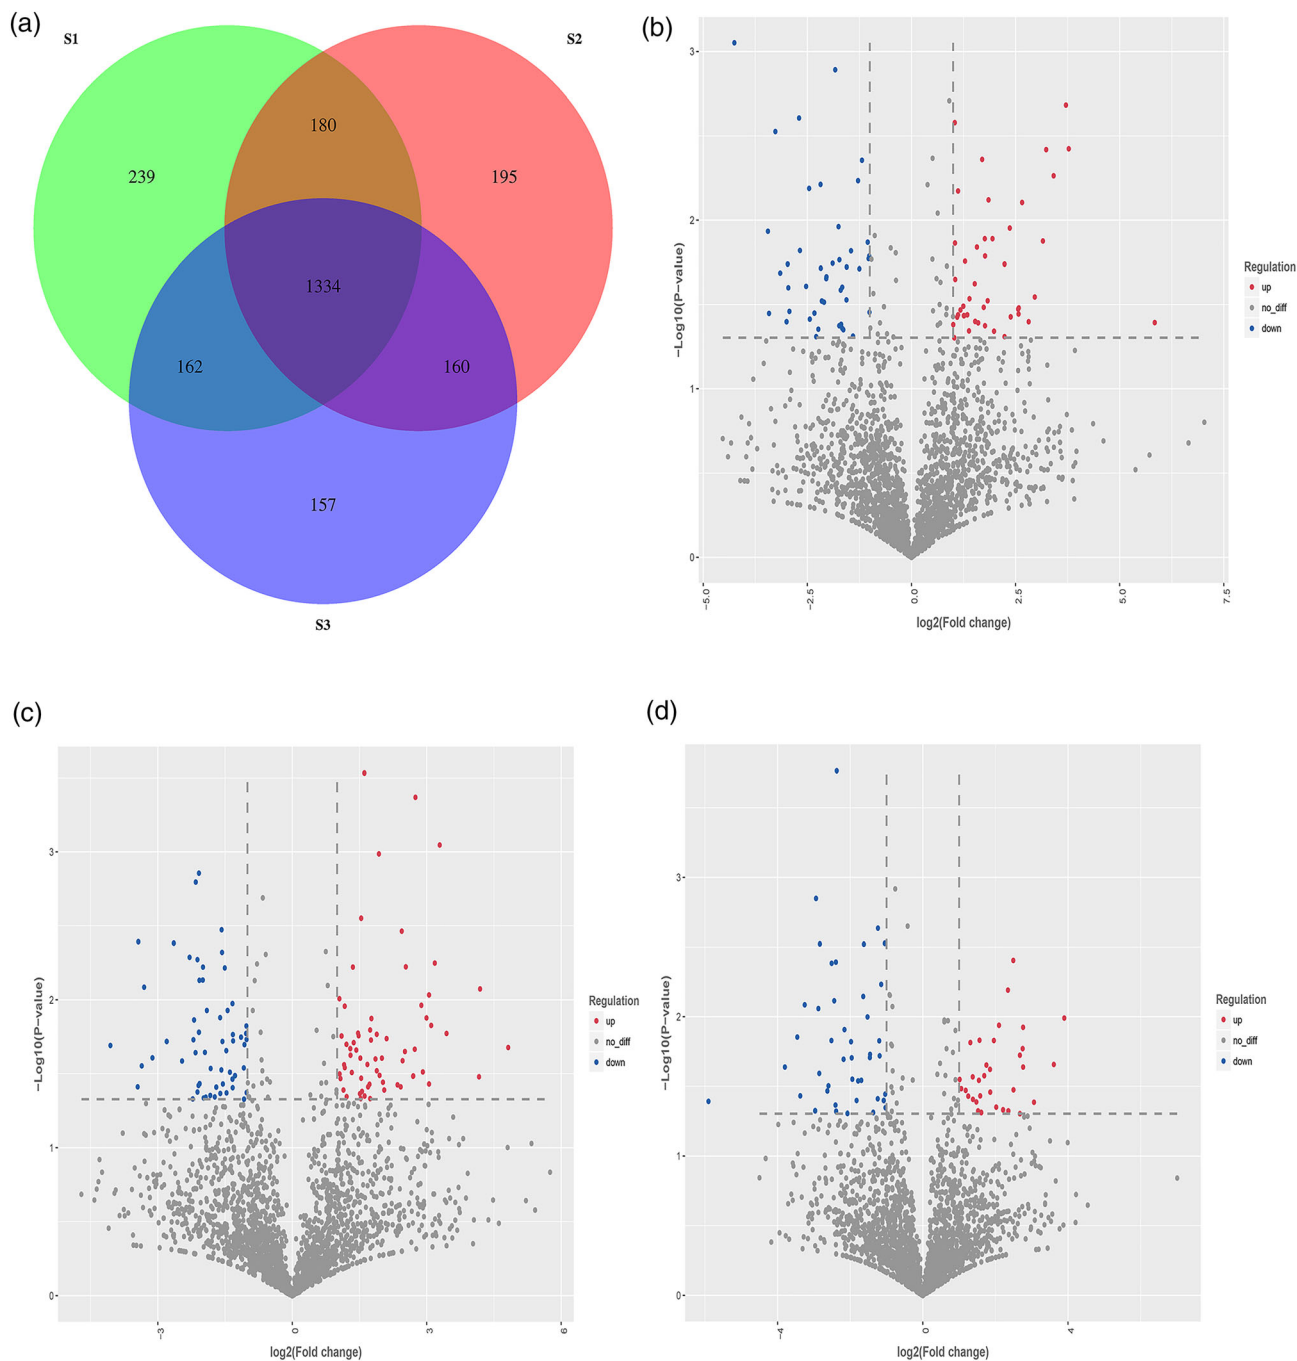 (a)
S1
S2
180
239
195
1334
162
160
157
S3
(b)
3
2
1
0
−Log10(P−value)
−5.0
−2.5
0.0
2.5
5.0
7.5
log2(Fold change)
Regulation
up
no_diff
down
(c)
3
2
1
0
−Log10(P−value)
−3
0
3
6
log2(Fold change)
Regulation
up
no_diff
down
(d)
3
2
1
0
−Log10(P−value)
−4
0
4
log2(Fold change)
Regulation
up
no_diff
down